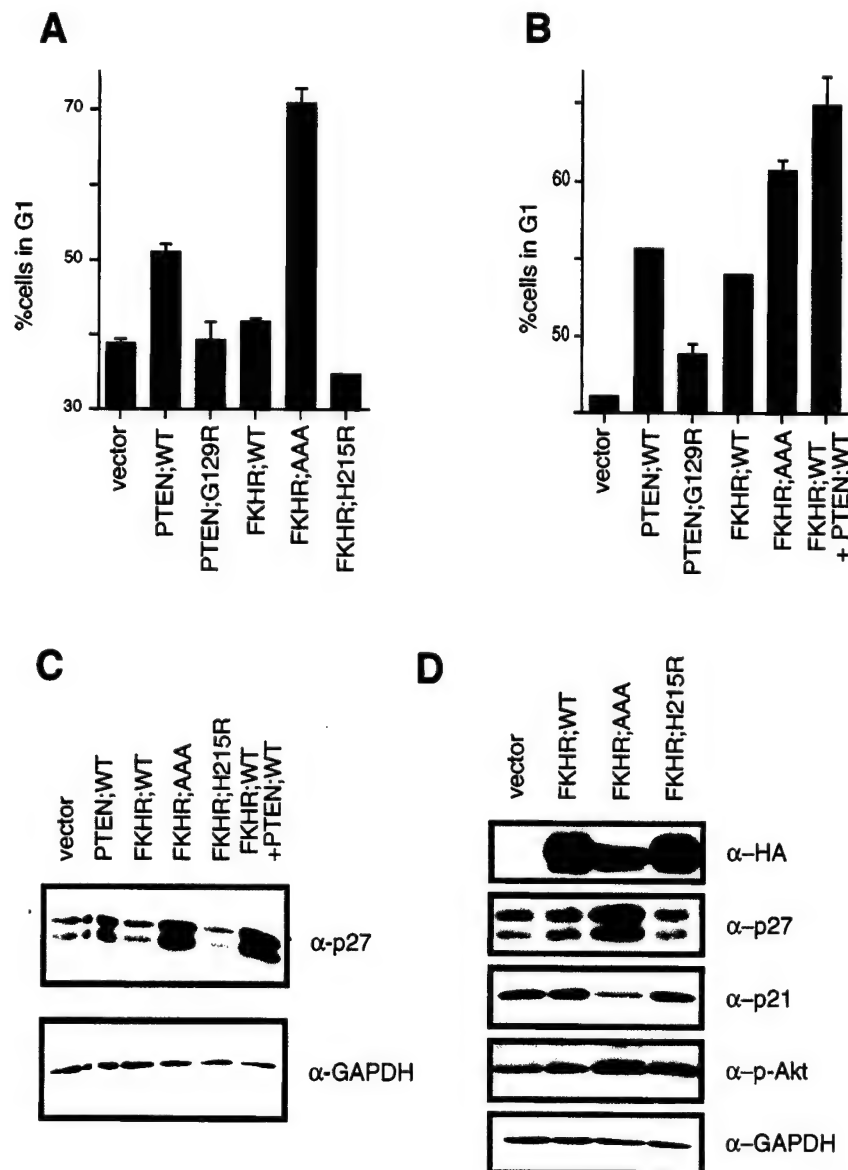 A
%cells in G1
70
50
30
vector
PTEN;WT
PTEN;G129R
FKHR;WT
FKHR;AAA
FKHR;H215R
B
%cells in G1
60
50
vector
PTEN;WT
PTEN;G129R
FKHR;WT
FKHR;AAA
FKHR;WT
+ PTEN;WT
C
vector
PTEN;WT
FKHR;WT
FKHR;AAA
FKHR;H215R
FKHR;WT
+PTEN;WT
α-p27
α-GAPDH
D
vector
FKHR;WT
FKHR;AAA
FKHR;H215R
α–HA
α–p27
α–p21
α–p-Akt
α–GAPDH